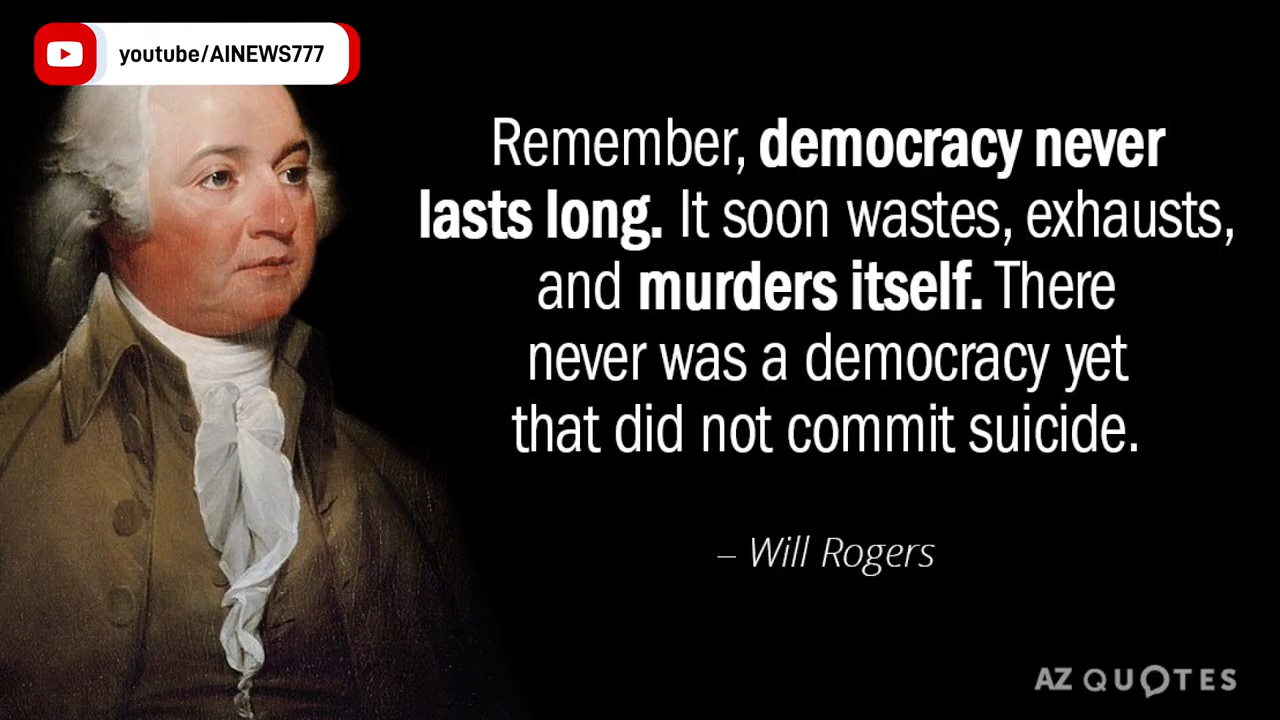 youtube/AINEWS777
Remember, democracy never
lasts long. It soon wastes, exhausts,
and murders itself. There
never was a democracy yet
that did not commit suicide.
– Will Rogers
AZ QUOTES